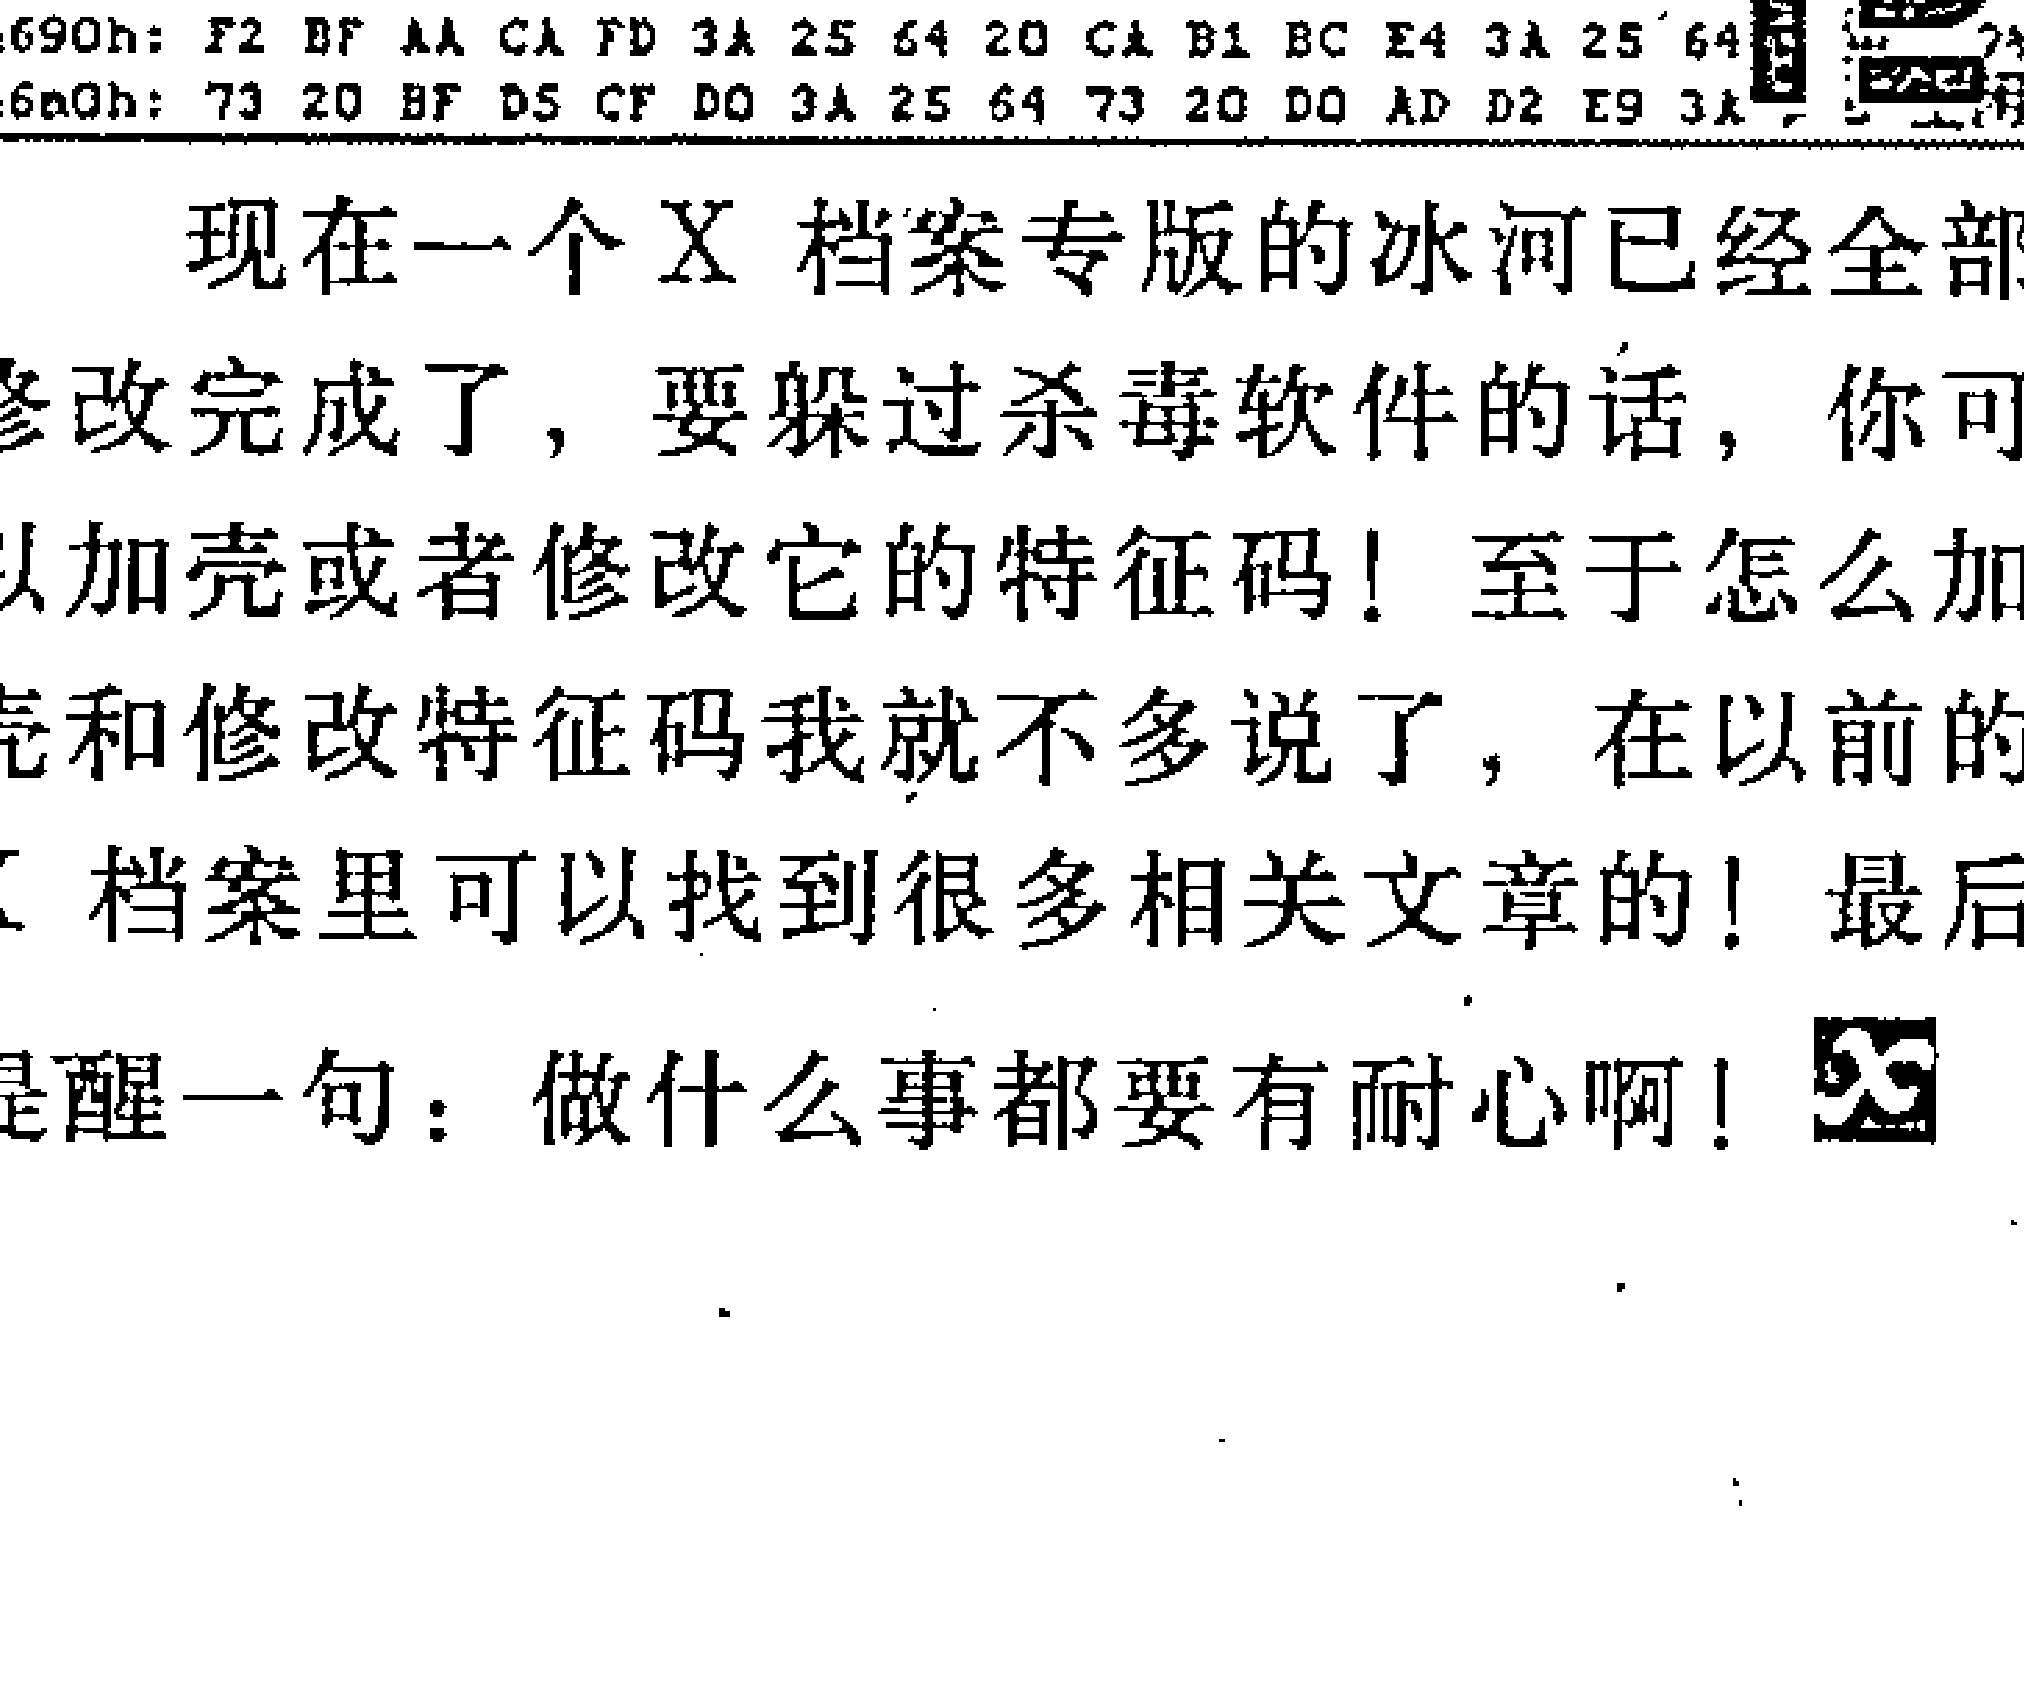 690h: F2 BF AA CA FD 3A 25 64 20 CA B1 BC E4 3A 25 64
6a0h: 73 20 BF D5 CF D0 3A 25 64 73 20 D0 AD D2 E9 3A
现在一个 X 档案专版的冰河已经全部
修改完成了，要躲过杀毒软件的话，你可
以加壳或者修改它的特征码！至于怎么加
壳和修改特征码我就不多说了，在以前的
X 档案里可以找到很多相关文章的！最后
提醒一句：做什么事都要有耐心啊！